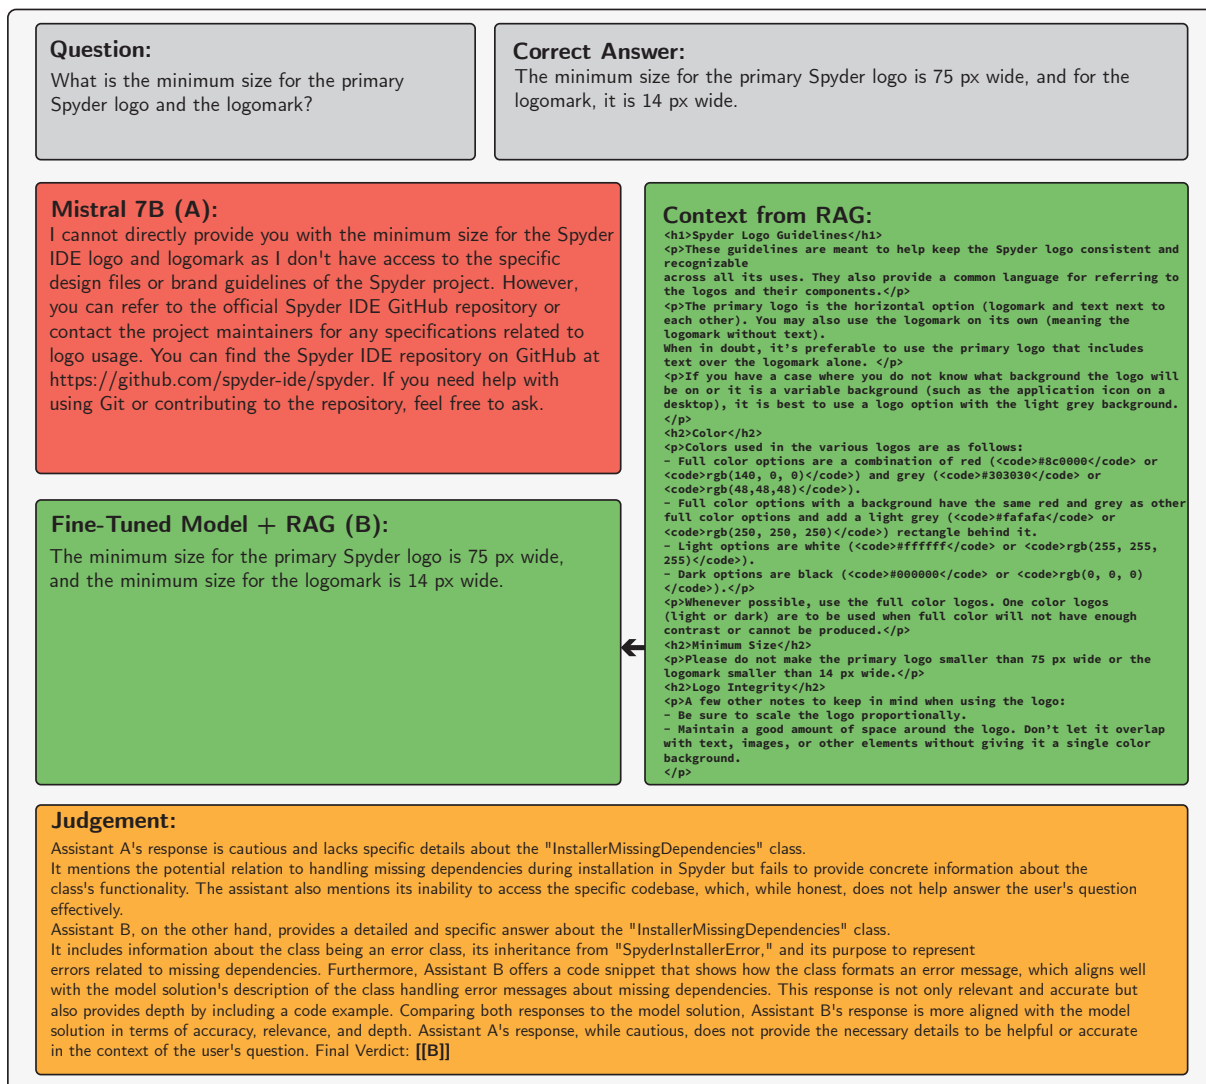 Question:
What is the minimum size for the primary
Spyder logo and the logomark?
Correct Answer:
The minimum size for the primary Spyder logo is 75 px wide, and for the
logomark, it is 14 px wide.
Mistral 7B (A):
I cannot directly provide you with the minimum size for the Spyder
IDE logo and logomark as I don't have access to the specific
design files or brand guidelines of the Spyder project. However,
you can refer to the official Spyder IDE GitHub repository or
contact the project maintainers for any specifications related to
logo usage. You can find the Spyder IDE repository on GitHub at
https://github.com/spyder-ide/spyder. If you need help with
using Git or contributing to the repository, feel free to ask.
Fine-Tuned Model + RAG (B):
The minimum size for the primary Spyder logo is 75 px wide,
and the minimum size for the logomark is 14 px wide.
Context from RAG:
<h1>Spyder Logo Guidelines</h1>
<p>These guidelines are meant to help keep the Spyder logo consistent and
recognizable
across all its uses. They also provide a common language for referring to
the logos and their components.</p>
<p>The primary logo is the horizontal option (logomark and text next to
each other). You may also use the logomark on its own (meaning the
logomark without text).
When in doubt, it's preferable to use the primary logo that includes
text over the logomark alone. </p>
<p>If you have a case where you do not know what background the logo will
be on or it is a variable background (such as the application icon on a
desktop), it is best to use a logo option with the light grey background.
</p>
<h2>Color</h2>
<p>Colors used in the various logos are as follows:
- Full color options are a combination of red (<code>#8c0000</code> or
<code>rgb(140, 0, 0)</code>) and grey (<code>#303030</code> or
<code>rgb(48,48,48)</code>).
- Full color options with a background have the same red and grey as other
full color options and add a light grey (<code>#fafafa</code> or
<code>rgb(250, 250, 250)</code>) rectangle behind it.
- Light options are white (<code>#ffffff</code> or <code>rgb(255, 255,
255)</code>).
- Dark options are black (<code>#000000</code> or <code>rgb(0, 0, 0)
</code>).</p>
<p>Whenever possible, use the full color logos. One color logos
(light or dark) are to be used when full color will not have enough
contrast or cannot be produced.</p>
<h2>Minimum Size</h2>
<p>Please do not make the primary logo smaller than 75 px wide or the
logomark smaller than 14 px wide.</p>
<h2>Logo Integrity</h2>
<p>A few other notes to keep in mind when using the logo:
- Be sure to scale the logo proportionally.
- Maintain a good amount of space around the logo. Don't let it overlap
with text, images, or other elements without giving it a single color
background.
</p>
Judgement:
Assistant A's response is cautious and lacks specific details about the "InstallerMissingDependencies" class.
It mentions the potential relation to handling missing dependencies during installation in Spyder but fails to provide concrete information about the
class's functionality. The assistant also mentions its inability to access the specific codebase, which, while honest, does not help answer the user's question
effectively.
Assistant B, on the other hand, provides a detailed and specific answer about the "InstallerMissingDependencies" class.
It includes information about the class being an error class, its inheritance from "SpyderInstallerError," and its purpose to represent
errors related to missing dependencies. Furthermore, Assistant B offers a code snippet that shows how the class formats an error message, which aligns well
with the model solution's description of the class handling error messages about missing dependencies. This response is not only relevant and accurate but
also provides depth by including a code example. Comparing both responses to the model solution, Assistant B's response is more aligned with the model
solution in terms of accuracy, relevance, and depth. Assistant A's response, while cautious, does not provide the necessary details to be helpful or accurate
in the context of the user's question. Final Verdict: [[B]]